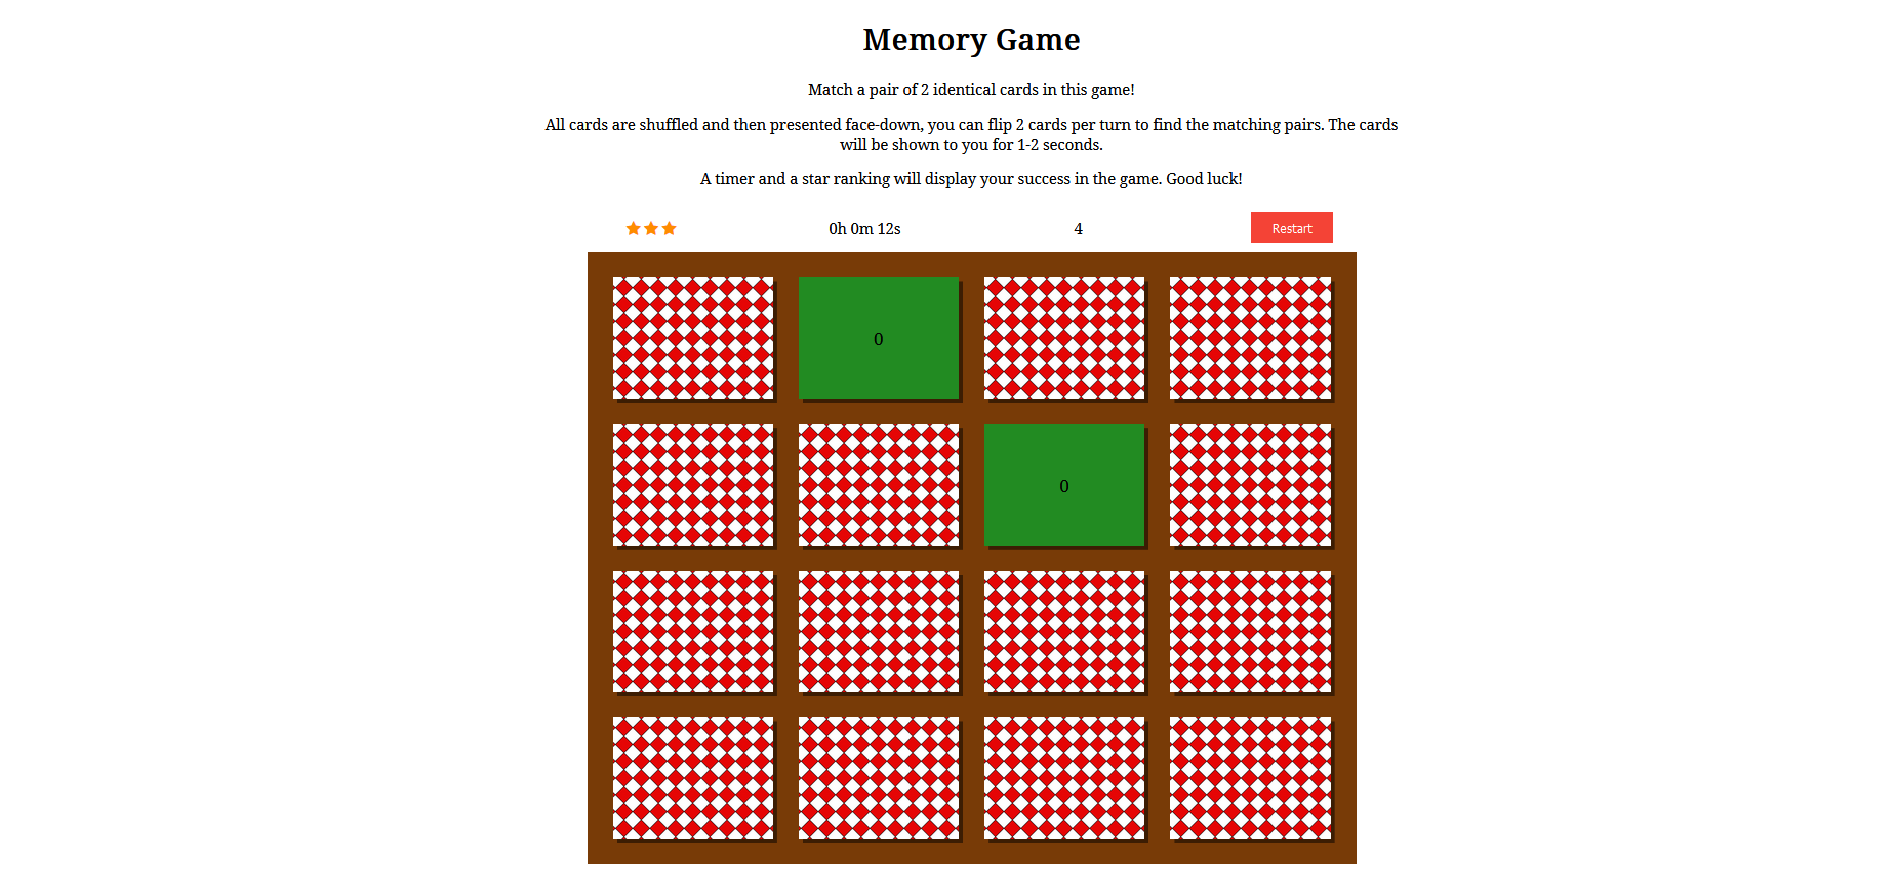 Memory Game
Match a pair of 2 identical cards in this game!
All cards are shuffled and then presented face-down, you can flip 2 cards per turn to find the matching pairs. The cards
will be shown to you for 1-2 seconds.
A timer and a star ranking will display your success in the game. Good luck!
0h 0m 12s 4 Restart
0
0